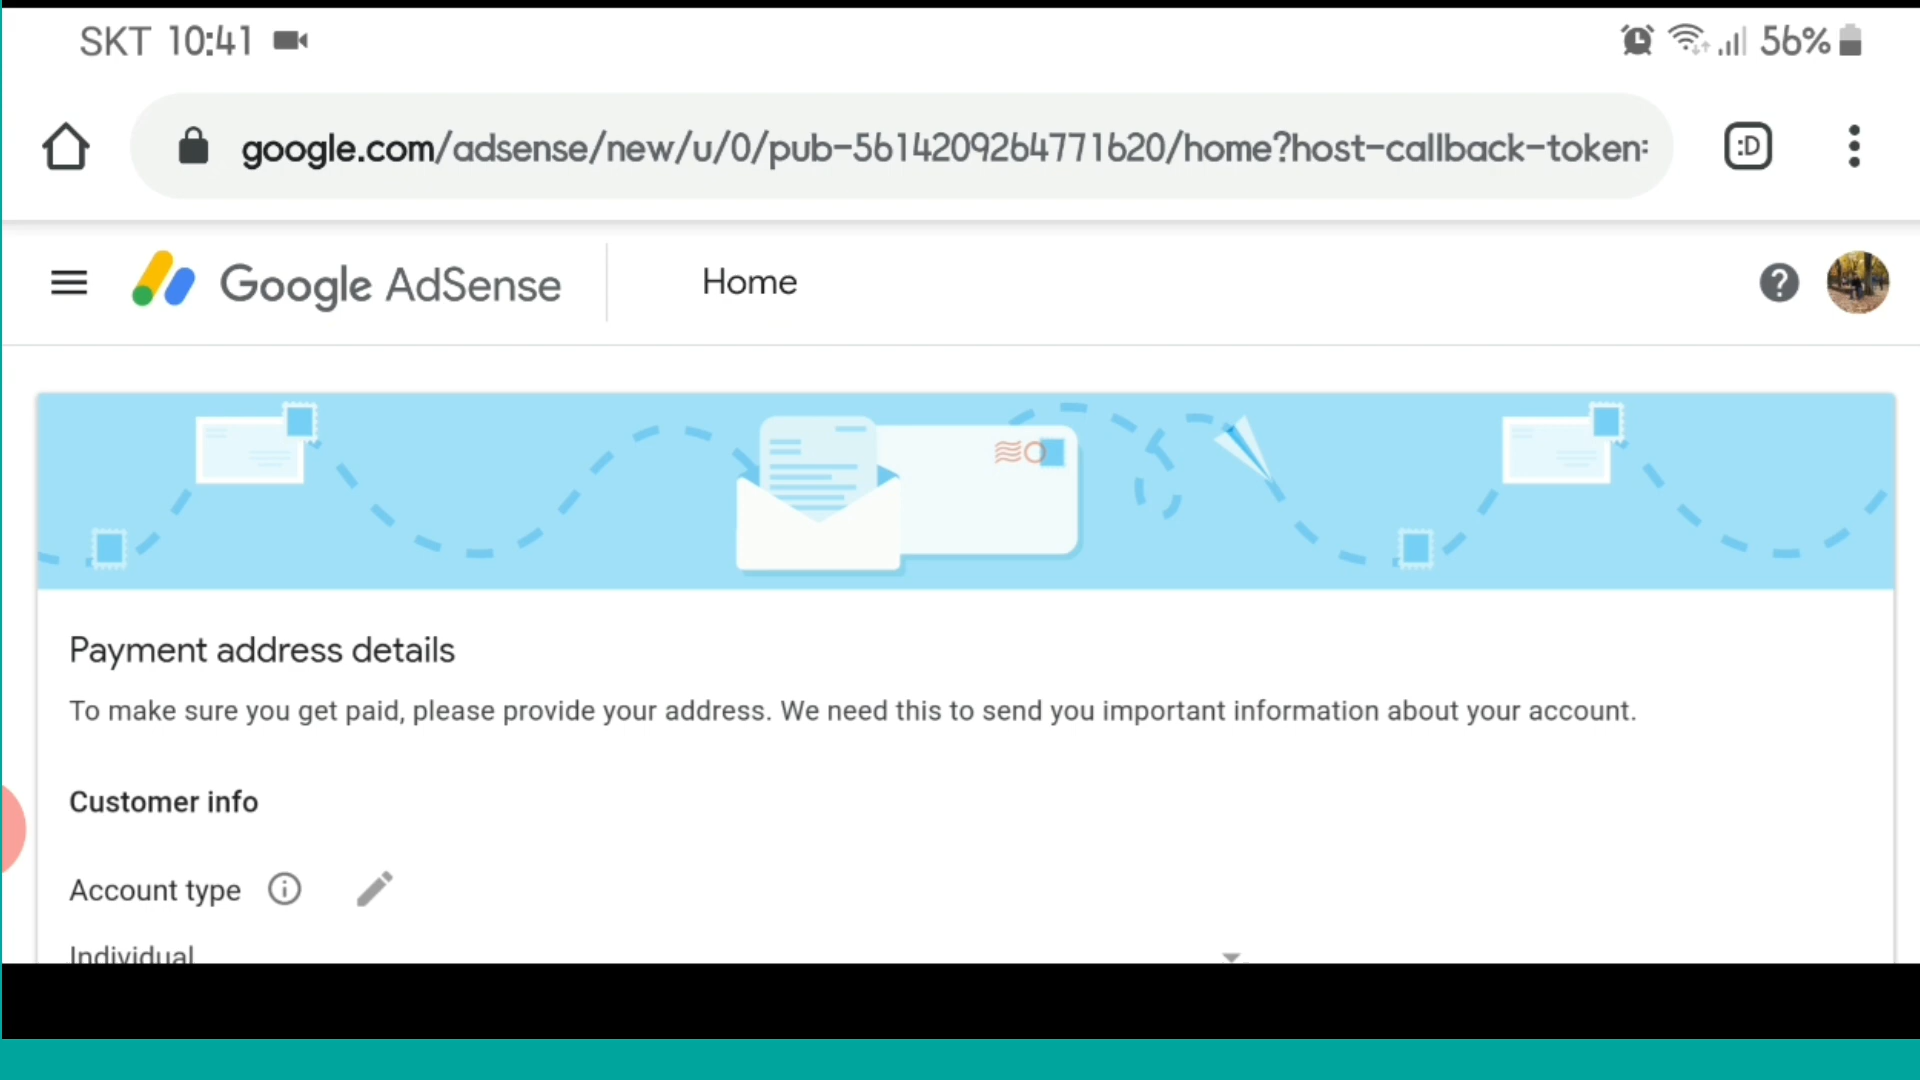 SKT 10:41
56%
google.com/adsense/new/u/0/pub-5614209264771620/home?host-callback-token:
:D
Google AdSense
Home
Payment address details
To make sure you get paid, please provide your address. We need this to send you important information about your account.
Customer info
Account type
Individual